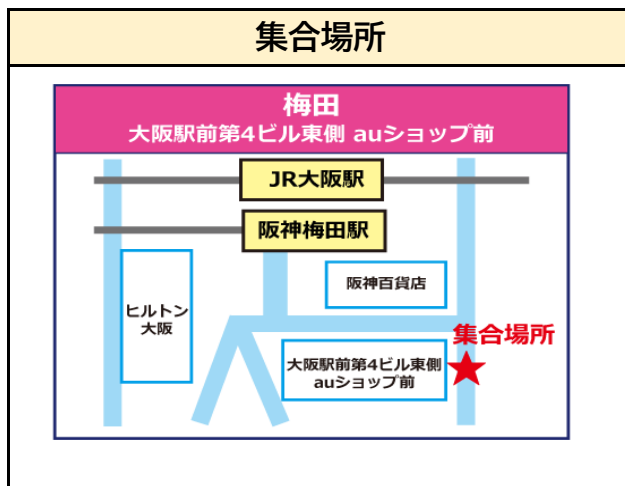 集合場所
梅田
大阪駅前第4ビル東側 auショップ前
JR大阪駅
阪神梅田駅
阪神百貨店
ヒルトン
大阪
集合場所
大阪駅前第4ビル東側
auショップ前